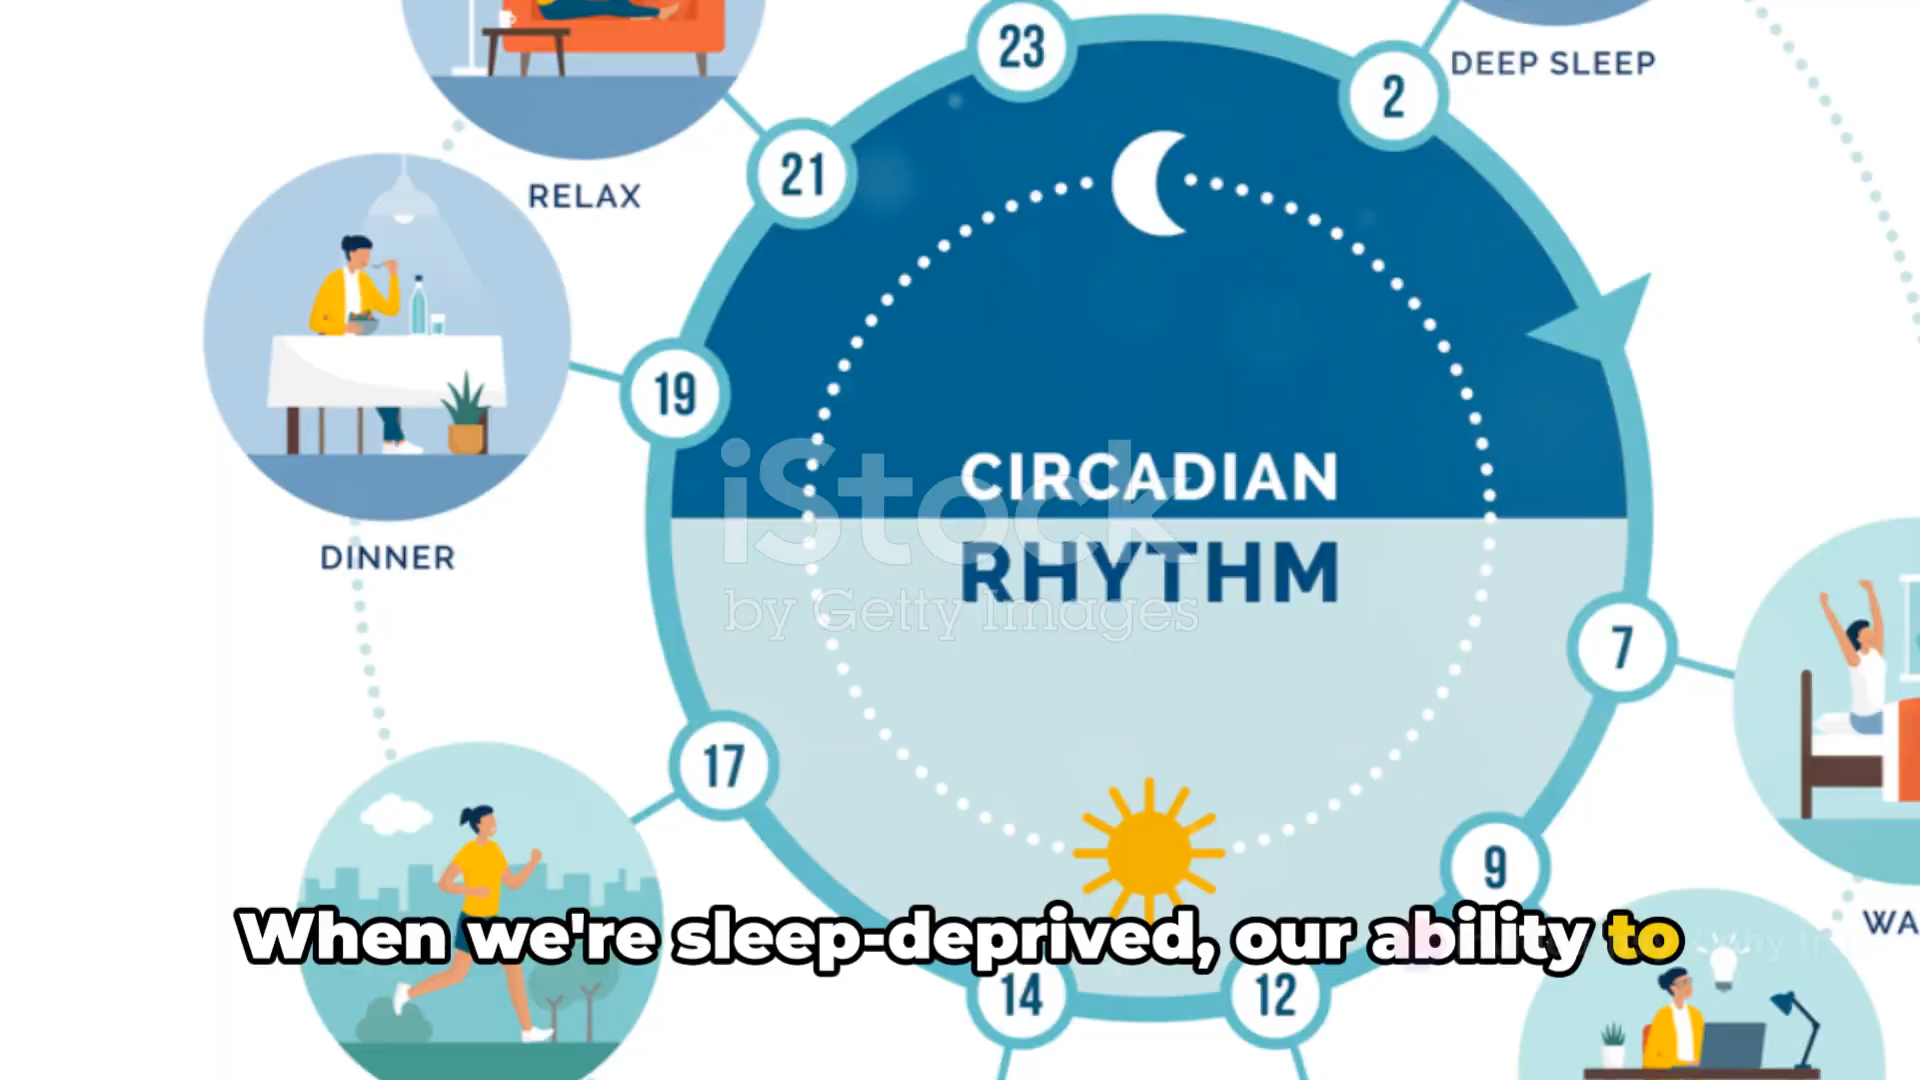 23
2
DEEP SLEEP
21
RELAX
19
CIRCADIAN
iStock
RHYTHM
by Getty Images
DINNER
7
17
9
WA
When we're sleep-deprived, our ability to
14
12